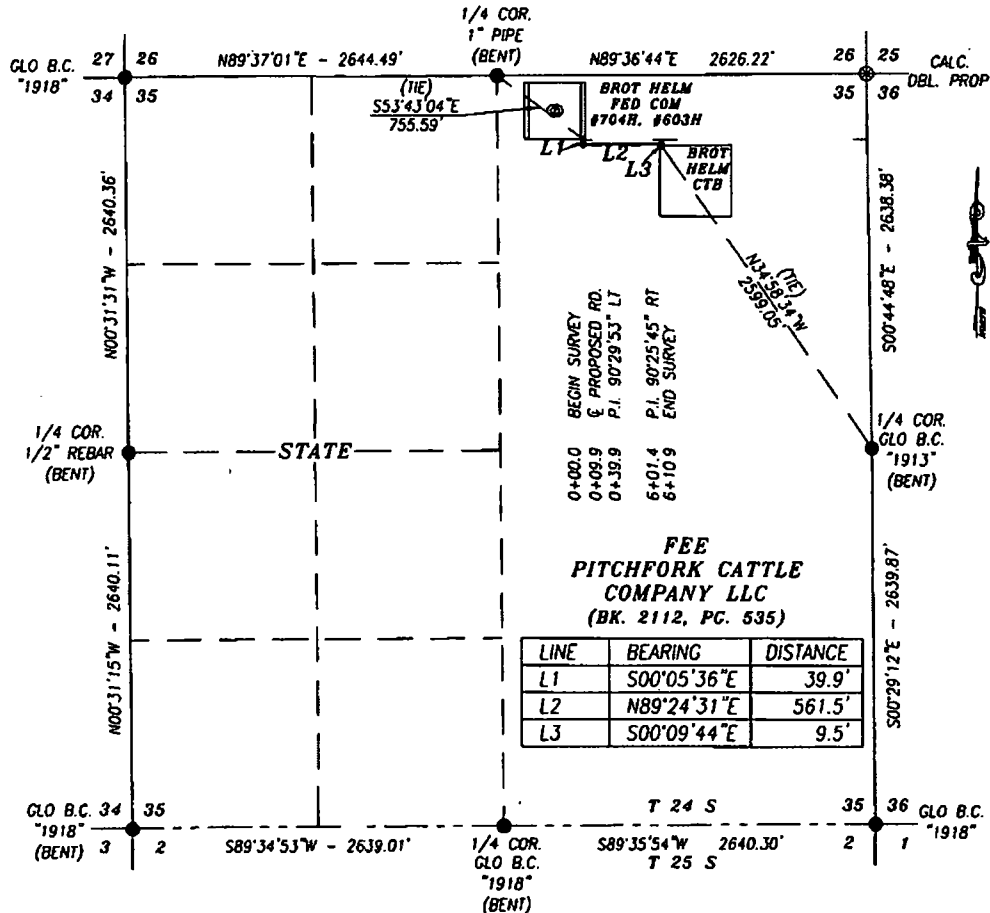 1/4 COR.
1" PIPE
(BENT)
27 26
N89°37'01"E - 2644.49'
N89°36'44"E 2626.22'
26 25
GLO B.C.
"1918"
34 35
35 36
CALC.
DBL. PROP
(TIE)
S53°43'04"E
755.59'
BROT HELM
FED COM
#704H, #603H
L1
L2
L3
BROT
HELM
CTB
N00°31'31"W - 2640.36'
S00°44'48"E - 2638.38'
(TIE)
N34°58'34"W
2599.05'
0+00.0 BEGIN SURVEY
0+09.9 ℄ PROPOSED RD.
0+39.9 P.I. 90°29'53" LT
6+01.4 P.I. 90°25'45" RT
6+10.9 END SURVEY
1/4 COR.
1/2" REBAR
(BENT)
STATE
1/4 COR.
GLO B.C.
"1913"
(BENT)
FEE
PITCHFORK CATTLE
COMPANY LLC
(BK. 2112, PG. 535)
LINE BEARING DISTANCE
L1 S00°05'36"E 39.9'
L2 N89°24'31"E 561.5'
L3 S00°09'44"E 9.5'
N00°31'15"W - 2640.11'
S00°29'12"E - 2639.87'
GLO B.C.
"1918"
(BENT)
34 35
3 2
T 24 S
35 36
GLO B.C.
"1918"
S89°34'53"W - 2639.01'
1/4 COR.
GLO B.C.
"1918"
(BENT)
S89°35'54"W 2640.30'
T 25 S
2 1